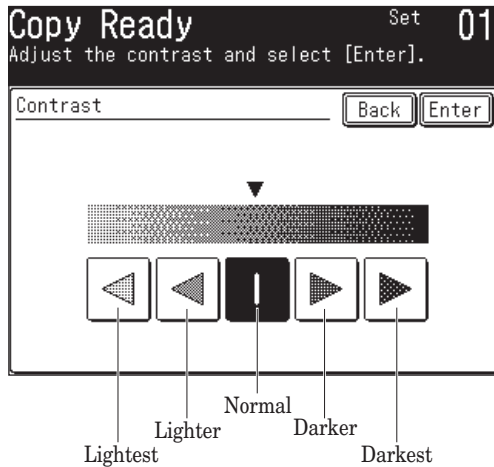 Copy Ready Set 01
Adjust the contrast and select [Enter].
Contrast Back Enter
Normal
Lighter Darker
Lightest Darkest